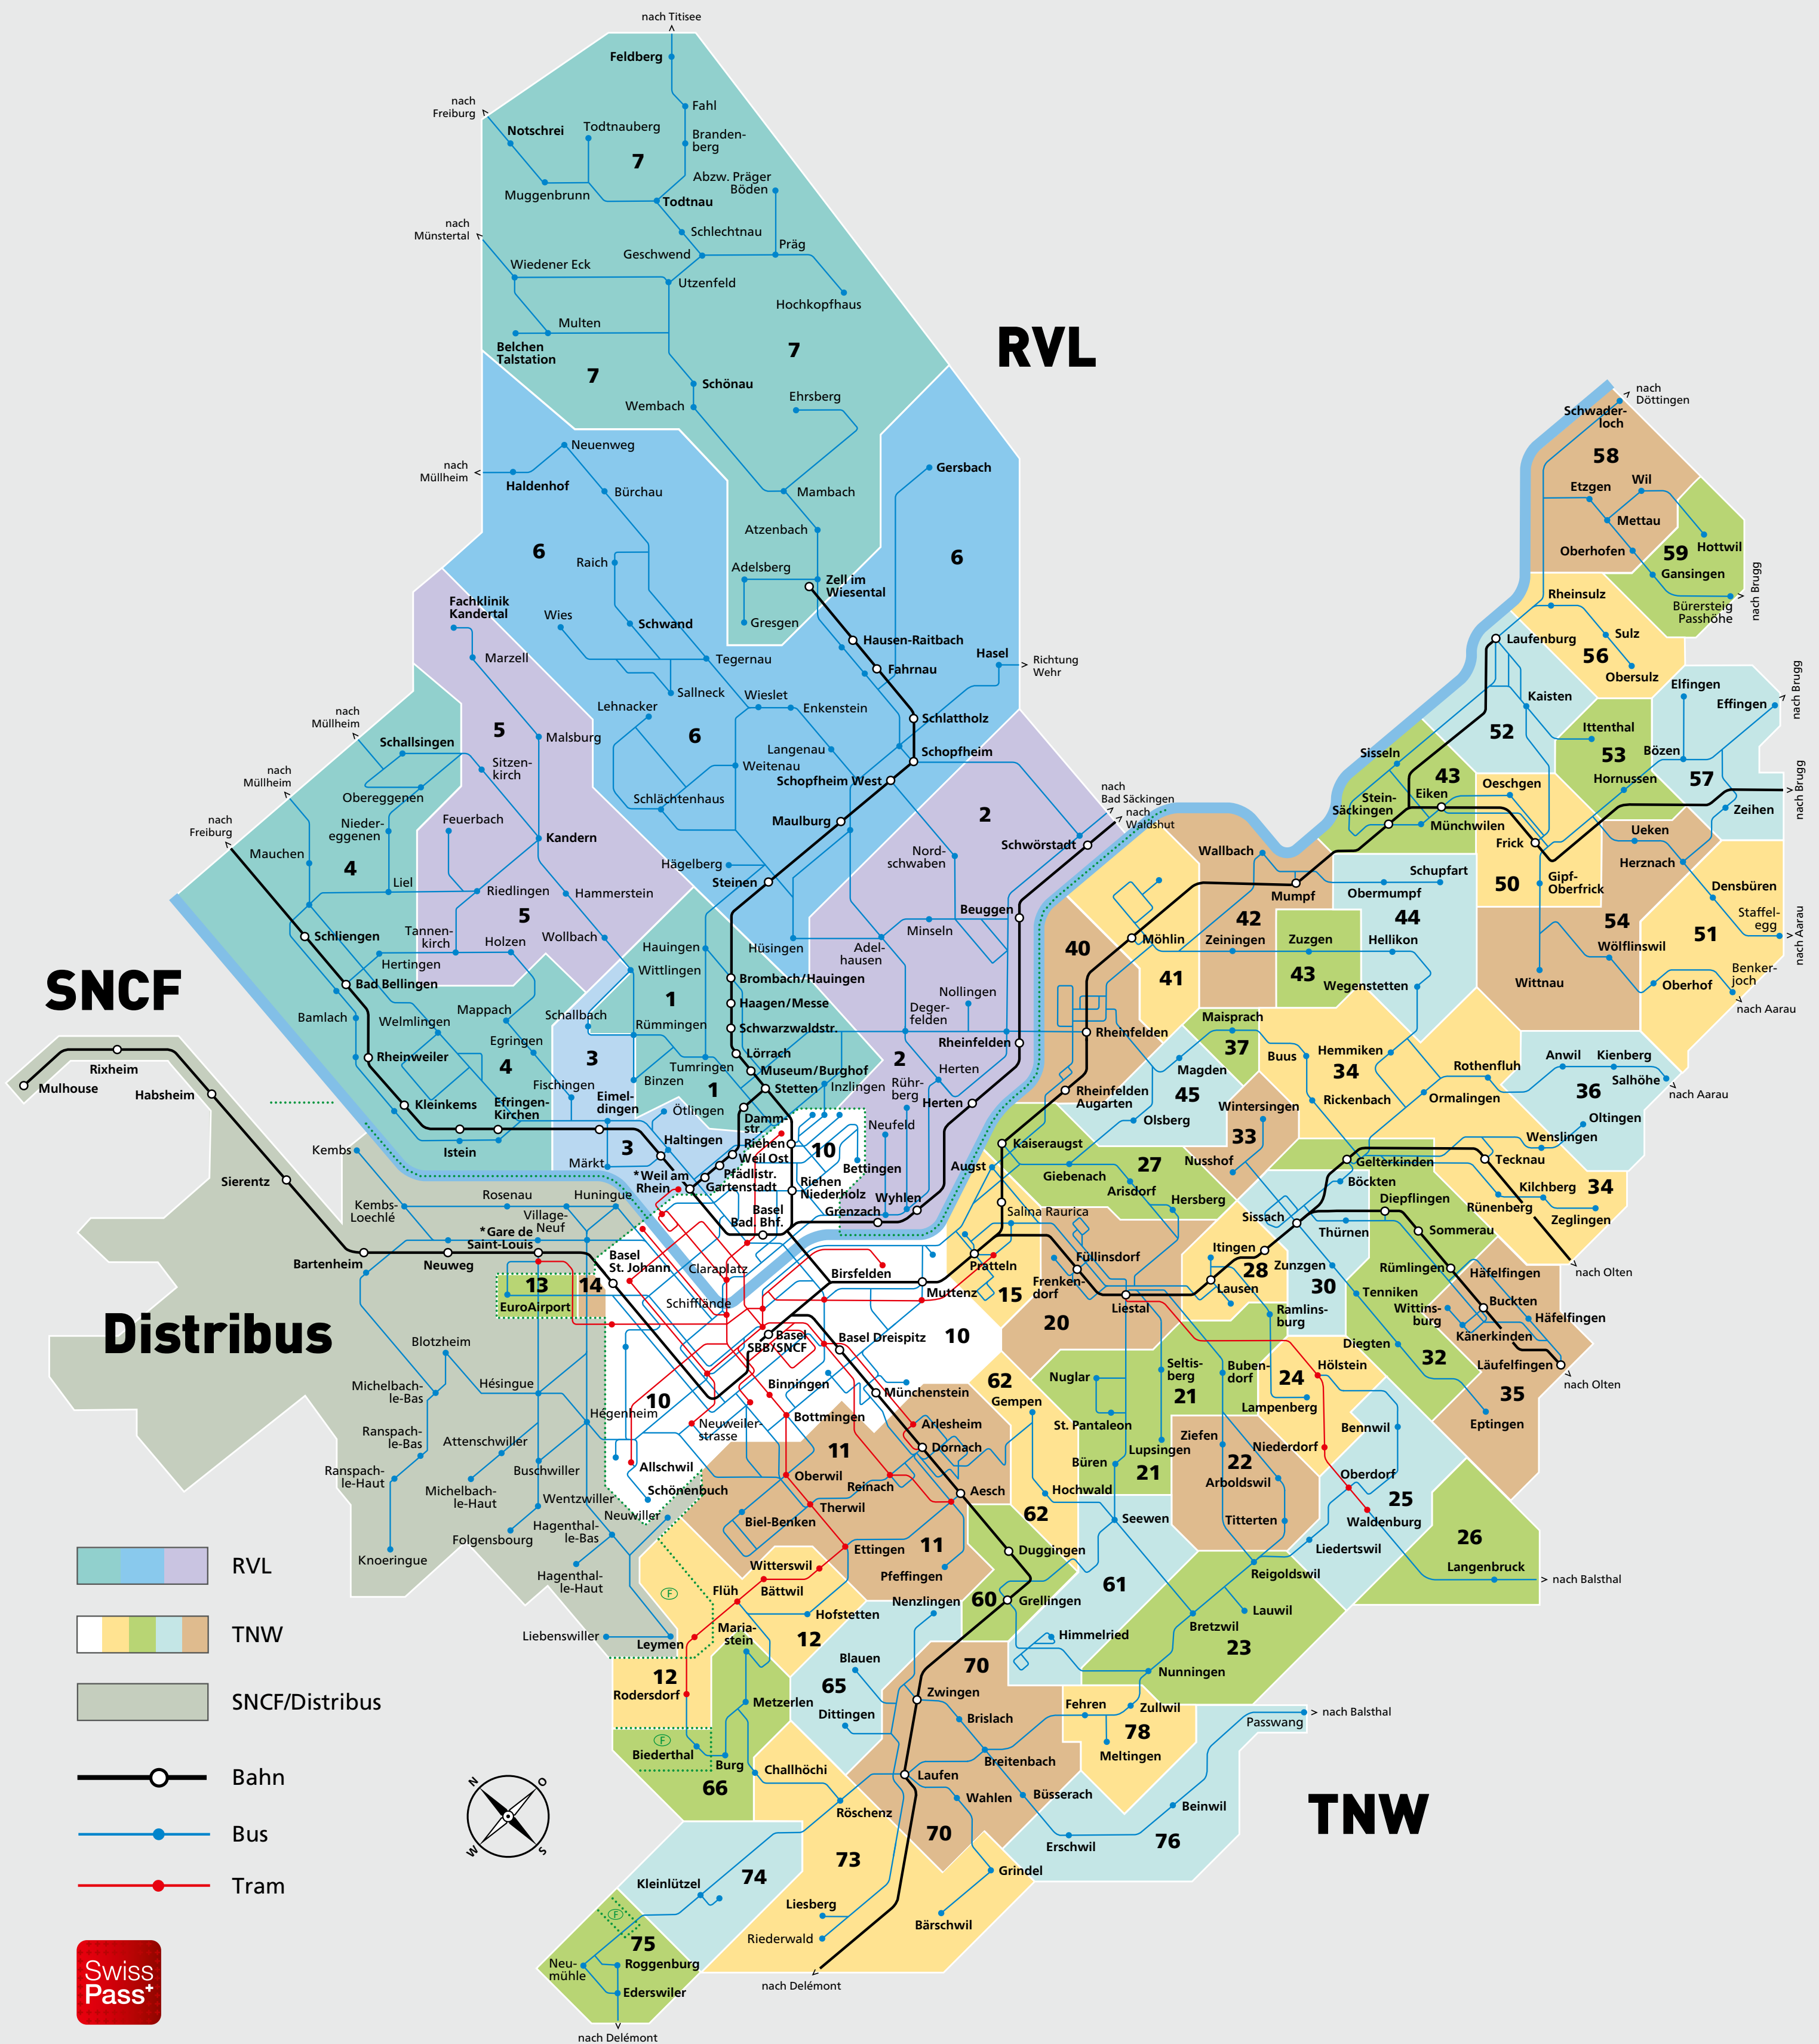 nach Titisee
Feldberg
nach
Freiburg
Fahl
Notschrei
Todtnauberg
Branden-
berg
7
Muggenbrunn
Abzw. Präger
Böden
Todtnau
nach
Münstertal
Schlechtnau
Geschwend
Präg
Wiedener Eck
Utzenfeld
Hochkopfhaus
Multen
Belchen
Talstation
7
7
RVL
Schönau
Wembach
Ehrsberg
nach
Döttingen
Schwader-
loch
58
Neuenweg
nach
Müllheim
Haldenhof
Bürchau
Gersbach
Mambach
Etzgen
Wil
Mettau
Atzenbach
Oberhofen
59
Hottwil
Gansingen
6
6
Raich
Adelsberg
Zell im
Wiesental
Rheinsulz
Bürersteig
Passhöhe
nach Brugg
Fachklinik
Kandertal
Wies
Schwand
Gresgen
Hausen-Raitbach
Laufenburg
Sulz
56
Obersulz
Marzell
Tegernau
Fahrnau
Hasel
Richtung
Wehr
Sallneck
Wieslet
Enkenstein
Lehnacker
Schlattholz
Kaisten
Elfingen
Effingen
nach Brugg
nach
Müllheim
5
Malsburg
6
Langenau
Schopfheim
52
Ittenthal
53
Bözen
57
Schallsingen
Sitzen-
kirch
Weitenau
Schopfheim West
Sisseln
43
Oeschgen
Hornussen
nach
Müllheim
Obereggenen
Schlächtenhaus
Maulburg
2
nach
Bad Säckingen
nach
Waldshut
Stein-
Säckingen
Eiken
Münchwilen
Zeihen
nach Brugg
nach
Freiburg
Nieder-
eggenen
Feuerbach
Kandern
Schwörstadt
Frick
Ueken
Herznach
Mauchen
4
Liel
Riedlingen
Hammerstein
Hägelberg
Steinen
Nord-
schwaben
Wallbach
Mumpf
Obermumpf
Schupfart
50
Gipf-
Oberfrick
Densbüren
5
Beuggen
42
44
54
Staffel-
egg
nach Aarau
Schliengen
Tannen-
kirch
Holzen
Wollbach
Hauingen
Hüsingen
Adel-
hausen
Minseln
40
Möhlin
Zeiningen
Zuzgen
Hellikon
Wölflinswil
51
Hertingen
Wittlingen
Brombach/Hauingen
41
43
Wegenstetten
Wittnau
Oberhof
Benker-
joch
nach Aarau
SNCF
Bad Bellingen
1
Haagen/Messe
Nollingen
Deger-
felden
Bamlach
Welmlingen
Mappach
Schallbach
Rümmingen
Schwarzwaldstr.
Rheinfelden
Rheinfelden
Maisprach
37
Egringen
Rheinweiler
4
3
Tumringen
Lörrach
Museum/Burghof
2
Magden
Buus
Hemmiken
34
Rothenfluh
Anwil
Kienberg
Salhöhe
36
nach Aarau
Mulhouse
Rixheim
Habsheim
Fischingen
Binzen
1
Stetten
Inzlingen
Rühr-
berg
Herten
Herten
Rheinfelden
Augarten
45
Rickenbach
Ormalingen
Kleinkems
Efringen-
Kirchen
Eimel-
dingen
Ötlingen
Damm-
str.
Neufeld
Olsberg
Wintersingen
33
Oltingen
Wenslingen
Istein
3
Haltingen
Riehen
10
Bettingen
Kaiseraugst
Gelterkinden
Tecknau
Kembs
Märkt
Weil Ost
Pfädlistr.
Gartenstadt
Riehen
Niederholz
Augst
Giebenach
27
Nusshof
Böckten
Kilchberg
34
Sierentz
*Weil am
Rhein
Wyhlen
Grenzach
Arisdorf
Hersberg
Diepflingen
Rünenberg
Zeglingen
Kembs-
Loechlé
Rosenau
Huningue
Village-
Neuf
Basel
Bad. Bhf.
Salina Raurica
Sissach
Thürnen
Sommerau
*Gare de
Saint-Louis
Basel
St. Johann
Claraplatz
Birsfelden
Pratteln
Füllinsdorf
Itingen
28
Zunzgen
Rümlingen
Häfelfingen
nach Olten
Bartenheim
Neuweg
13
14
EuroAirport
Muttenz
15
Frenken-
dorf
Lausen
30
Tenniken
Buckten
Häfelfingen
Distribus
Schifflände
Liestal
20
Ramlins-
burg
Wittins-
burg
Känerkinden
Basel
SBB/SNCF
Basel Dreispitz
10
Diegten
32
Läufelfingen
nach Olten
Blotzheim
Michelbach-
le-Bas
Hésingue
10
Binningen
Münchenstein
62
Nuglar
Seltis-
berg
21
Buben-
dorf
24
Hölstein
35
Hégenheim
Neuweiler-
strasse
Bottmingen
Gempen
St. Pantaleon
Lampenberg
Bennwil
Eptingen
Ranspach-
le-Bas
Attenschwiller
Arlesheim
Dornach
Lupsingen
Ziefen
22
Niederdorf
Ranspach-
le-Haut
Buschwiller
Allschwil
11
Oberwil
Reinach
Büren
21
Arboldswil
Oberdorf
25
Michelbach-
le-Haut
Wentzwiller
Schönenbuch
Therwil
Aesch
Hochwald
62
Seewen
Titterten
Waldenburg
26
Folgensbourg
Hagenthal-
le-Bas
Neuwiller
Biel-Benken
Knoeringue
Ettingen
11
Duggingen
Liedertswil
Langenbruck
nach Balsthal
RVL
Hagenthal-
le-Haut
Witterswil
Bättwil
Pfeffingen
61
Reigoldswil
F
Flüh
60
Grellingen
Lauwil
TNW
Liebenswiller
Leymen
Maria-
stein
Hofstetten
12
Nenzlingen
Himmelried
Bretzwil
23
12
Blauen
65
70
Nunningen
SNCF/Distribus
Rodersdorf
Metzerlen
Dittingen
Zwingen
Brislach
Fehren
Zullwil
78
Passwang
nach Balsthal
F
Biederthal
Burg
Breitenbach
Meltingen
Bahn
66
Challhöchi
Laufen
Büsserach
N
O
W
S
Röschenz
Wahlen
Beinwil
TNW
Bus
70
Erschwil
76
Tram
74
73
Grindel
Kleinlützel
F
Liesberg
Bärschwil
75
Riederwald
Swiss
Pass+
Neu-
mühle
Roggenburg
Ederswiler
nach Delémont
nach Delémont